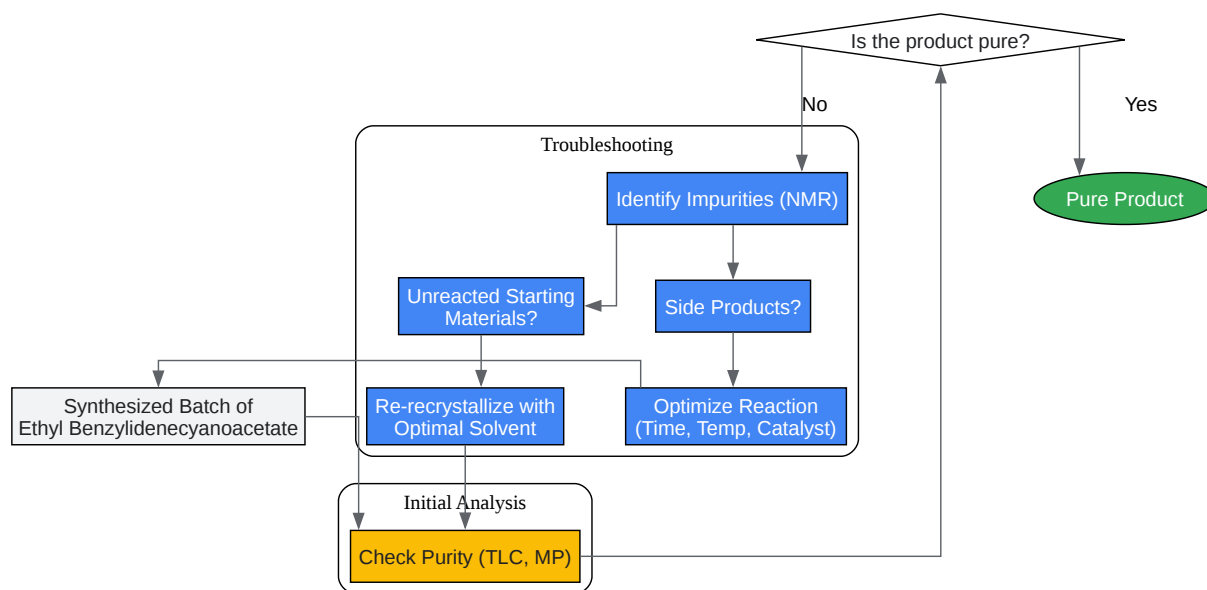 Is the product pure?
No
Yes
Troubleshooting
Identify Impurities (NMR)
Pure Product
Unreacted Starting
Materials?
Side Products?
Synthesized Batch of
Ethyl Benzylidenecyanoacetate
Re-recrystallize with
Optimal Solvent
Optimize Reaction
(Time, Temp, Catalyst)
Initial Analysis
Check Purity (TLC, MP)